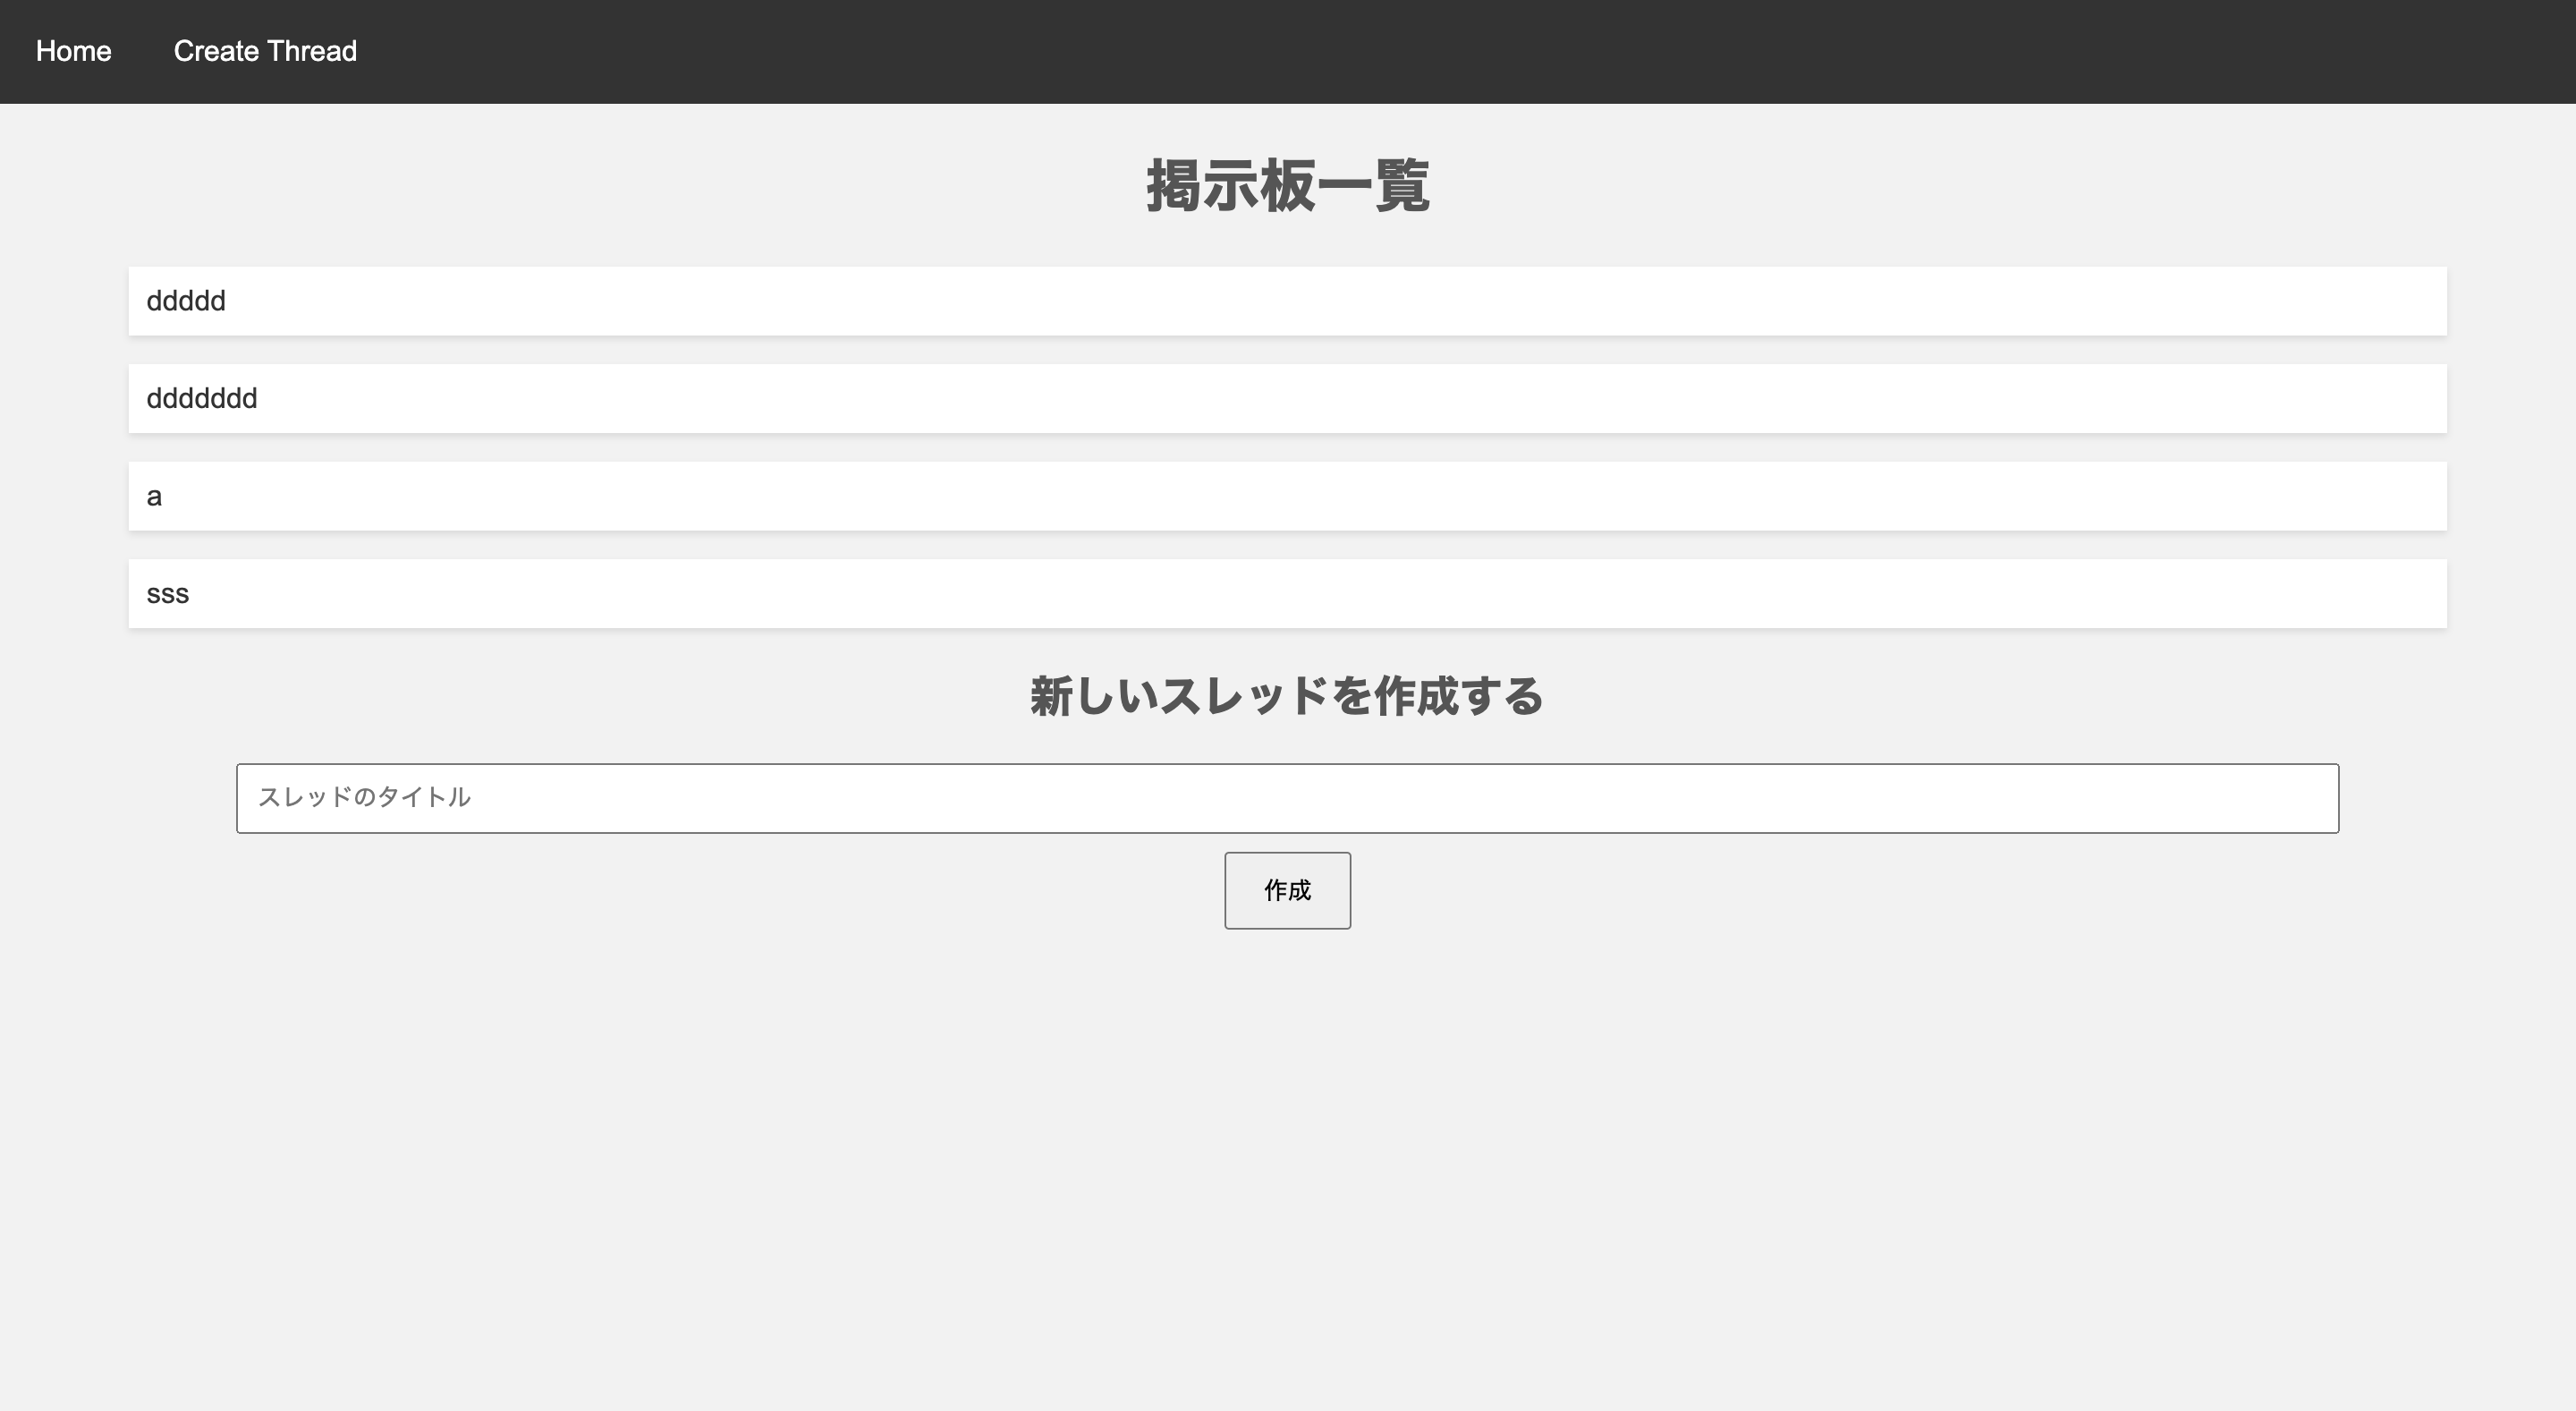 Home Create Thread
掲示板一覧
ddddd
ddddddd
a
sss
新しいスレッドを作成する
スレッドのタイトル
作成